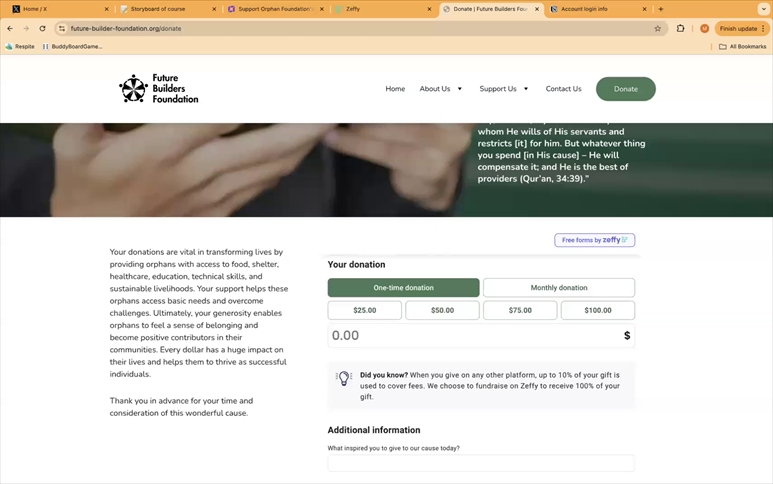 Home / X
Storyboard of course
Support Orphan Foundation'
Zeffy
Donate | Future Builders Fou
Account login info
future-builder-foundation.org/donate
Finish update
Respite
BuddyBoardGame...
All Bookmarks
Future
Builders
Foundation
Home
About Us
Support Us
Contact Us
Donate
whom He wills of His servants and
restricts [it] for him. But whatever thing
you spend [in His cause] – He will
compensate it; and He is the best of
providers (Qur'an, 34:39)."
Free forms by zeffy
Your donations are vital in transforming lives by
providing orphans with access to food, shelter,
healthcare, education, technical skills, and
sustainable livelihoods. Your support helps these
orphans access basic needs and overcome
challenges. Ultimately, your generosity enables
orphans to feel a sense of belonging and
become positive contributors in their
communities. Every dollar has a huge impact on
their lives and helps them to thrive as successful
individuals.
Thank you in advance for your time and
consideration of this wonderful cause.
Your donation
One-time donation
Monthly donation
$25.00
$50.00
$75.00
$100.00
0.00
$
Did you know? When you give on any other platform, up to 10% of your gift is
used to cover fees. We choose to fundraise on Zeffy to receive 100% of your
gift.
Additional information
What inspired you to give to our cause today?